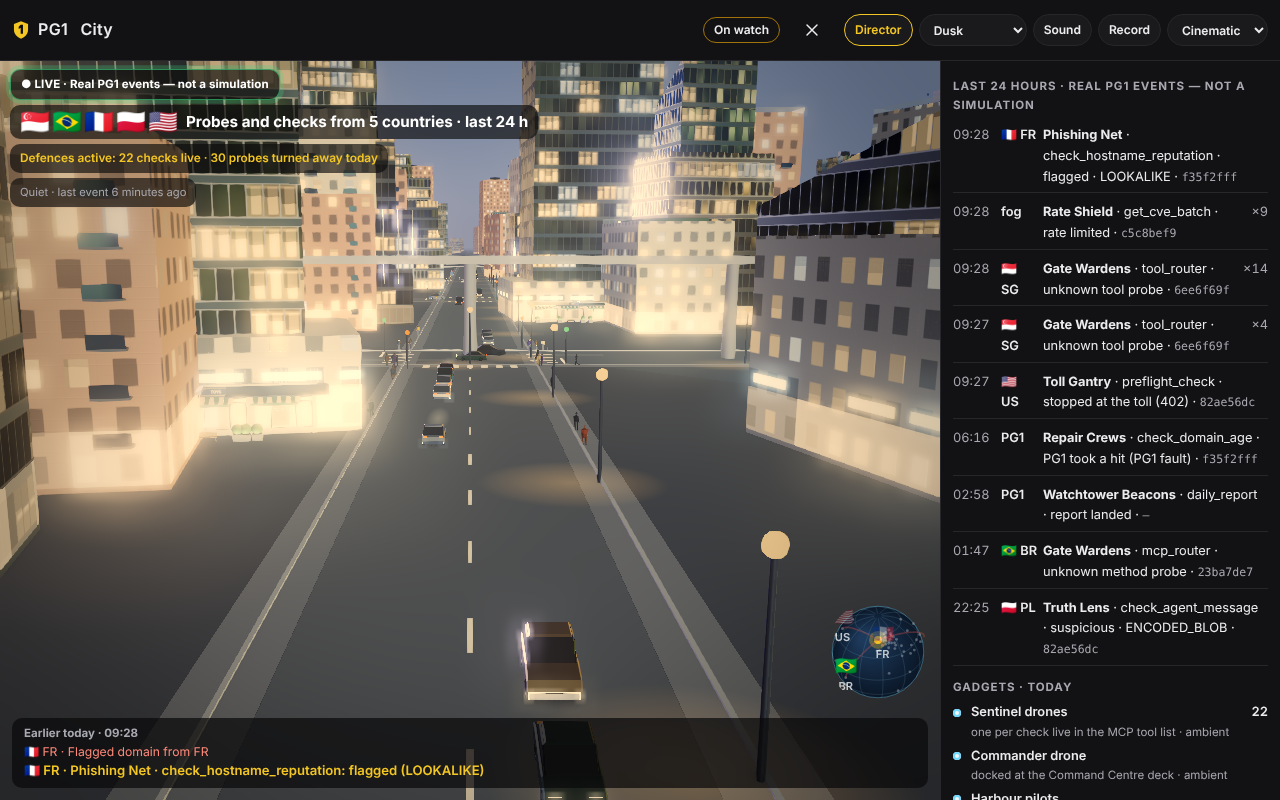 1 PG1 City
On watch
Director
Dusk
Sound
Record
Cinematic
LIVE · Real PG1 events — not a simulation
Probes and checks from 5 countries · last 24 h
Defences active: 22 checks live · 30 probes turned away today
Quiet · last event 6 minutes ago
US
FR
BR
Earlier today · 09:28
🇫🇷 FR · Flagged domain from FR
🇫🇷 FR · Phishing Net · check_hostname_reputation: flagged (LOOKALIKE)
LAST 24 HOURS · REAL PG1 EVENTS — NOT A
SIMULATION
09:28 🇫🇷 FR Phishing Net ·
check_hostname_reputation ·
flagged · LOOKALIKE · f35f2fff
09:28 fog Rate Shield · get_cve_batch · ×9
rate limited · c5c8bef9
09:28 🇸🇬 Gate Wardens · tool_router · ×14
SG unknown tool probe · 6ee6f69f
09:27 🇸🇬 Gate Wardens · tool_router · ×4
SG unknown tool probe · 6ee6f69f
09:27 🇺🇸 Toll Gantry · preflight_check ·
US stopped at the toll (402) · 82ae56dc
06:16 PG1 Repair Crews · check_domain_age ·
PG1 took a hit (PG1 fault) · f35f2fff
02:58 PG1 Watchtower Beacons · daily_report
· report landed · —
01:47 🇧🇷 BR Gate Wardens · mcp_router ·
unknown method probe · 23ba7de7
22:25 🇵🇱 PL Truth Lens · check_agent_message
· suspicious · ENCODED_BLOB ·
82ae56dc
GADGETS · TODAY
Sentinel drones 22
one per check live in the MCP tool list · ambient
Commander drone
docked at the Command Centre deck · ambient
Harbour pilots